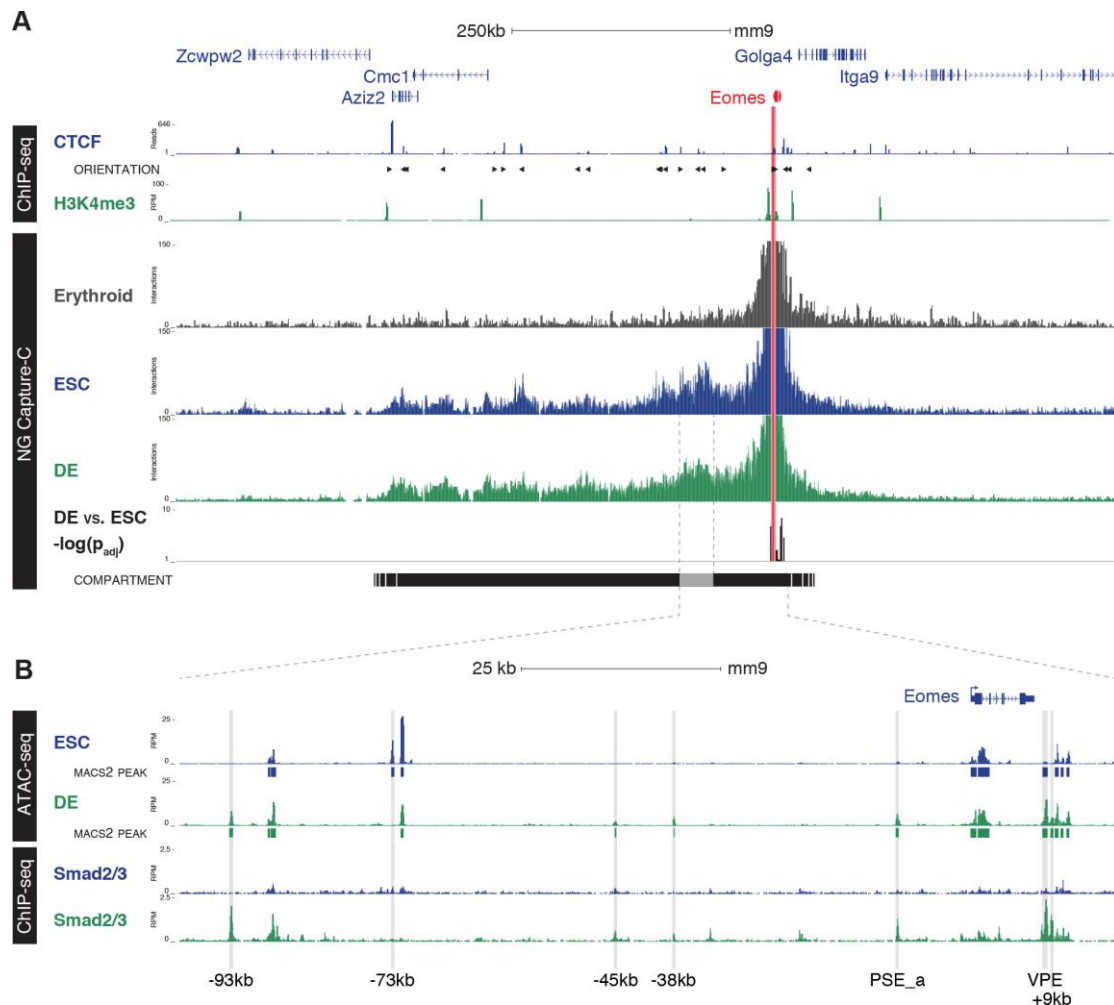 A
250kb mm9
Zcwpw2
Golga4
Cmc1
Itga9
Aziz2
Eomes
ChIP-seq
CTCF
Reads
646
1
ORIENTATION
H3K4me3
RPM
100
0
NG Capture-C
Erythroid
Interactions
150
0
ESC
Interactions
150
0
DE
Interactions
150
0
DE vs. ESC
-log(padj)
10
1
COMPARTMENT
B
25 kb mm9
Eomes
ATAC-seq
ESC
RPM
25
0
MACS2 PEAK
DE
RPM
25
0
MACS2 PEAK
ChIP-seq
Smad2/3
RPM
2.5
0
Smad2/3
RPM
2.5
0
-93kb -73kb -45kb -38kb PSE_a VPE
+9kb